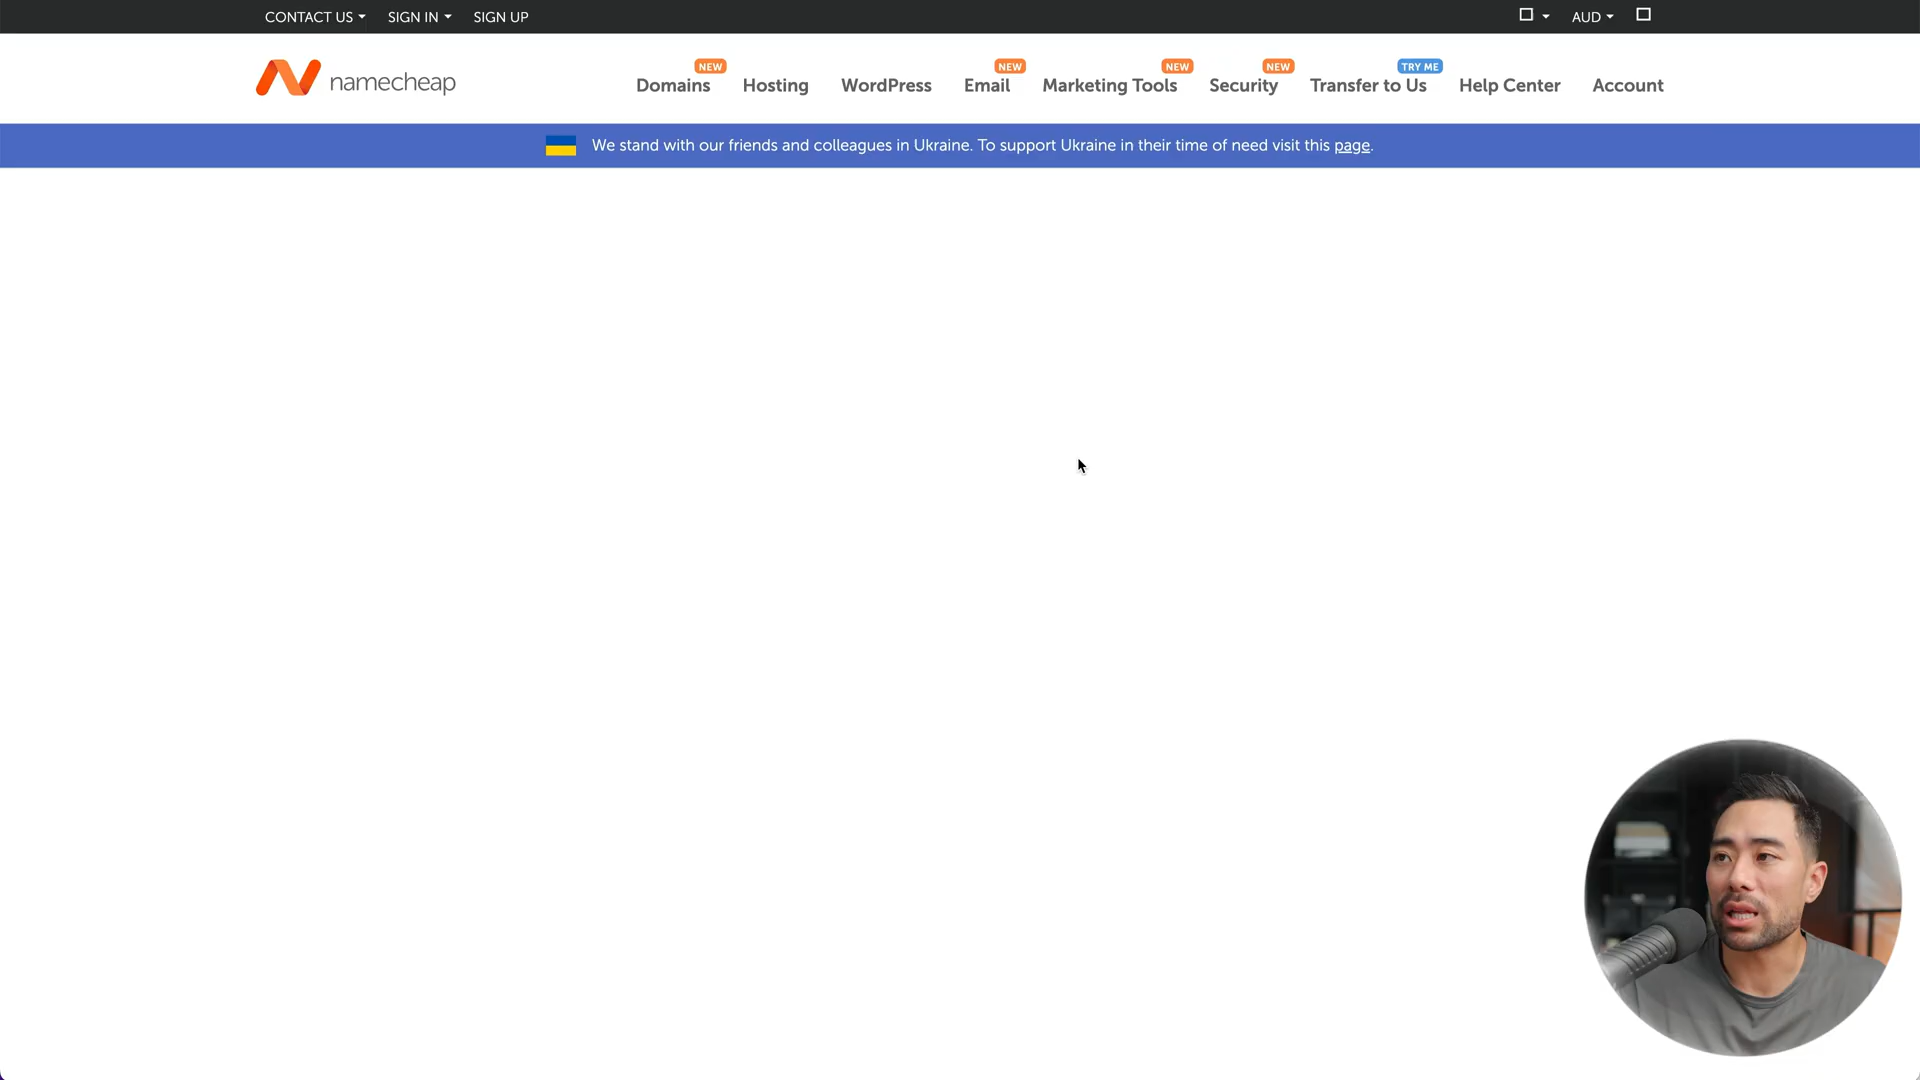 CONTACT US SIGN IN SIGN UP AUD
namecheap
NEW NEW NEW NEW TRY ME
Domains Hosting WordPress Email Marketing Tools Security Transfer to Us Help Center Account
We stand with our friends and colleagues in Ukraine. To support Ukraine in their time of need visit this page.